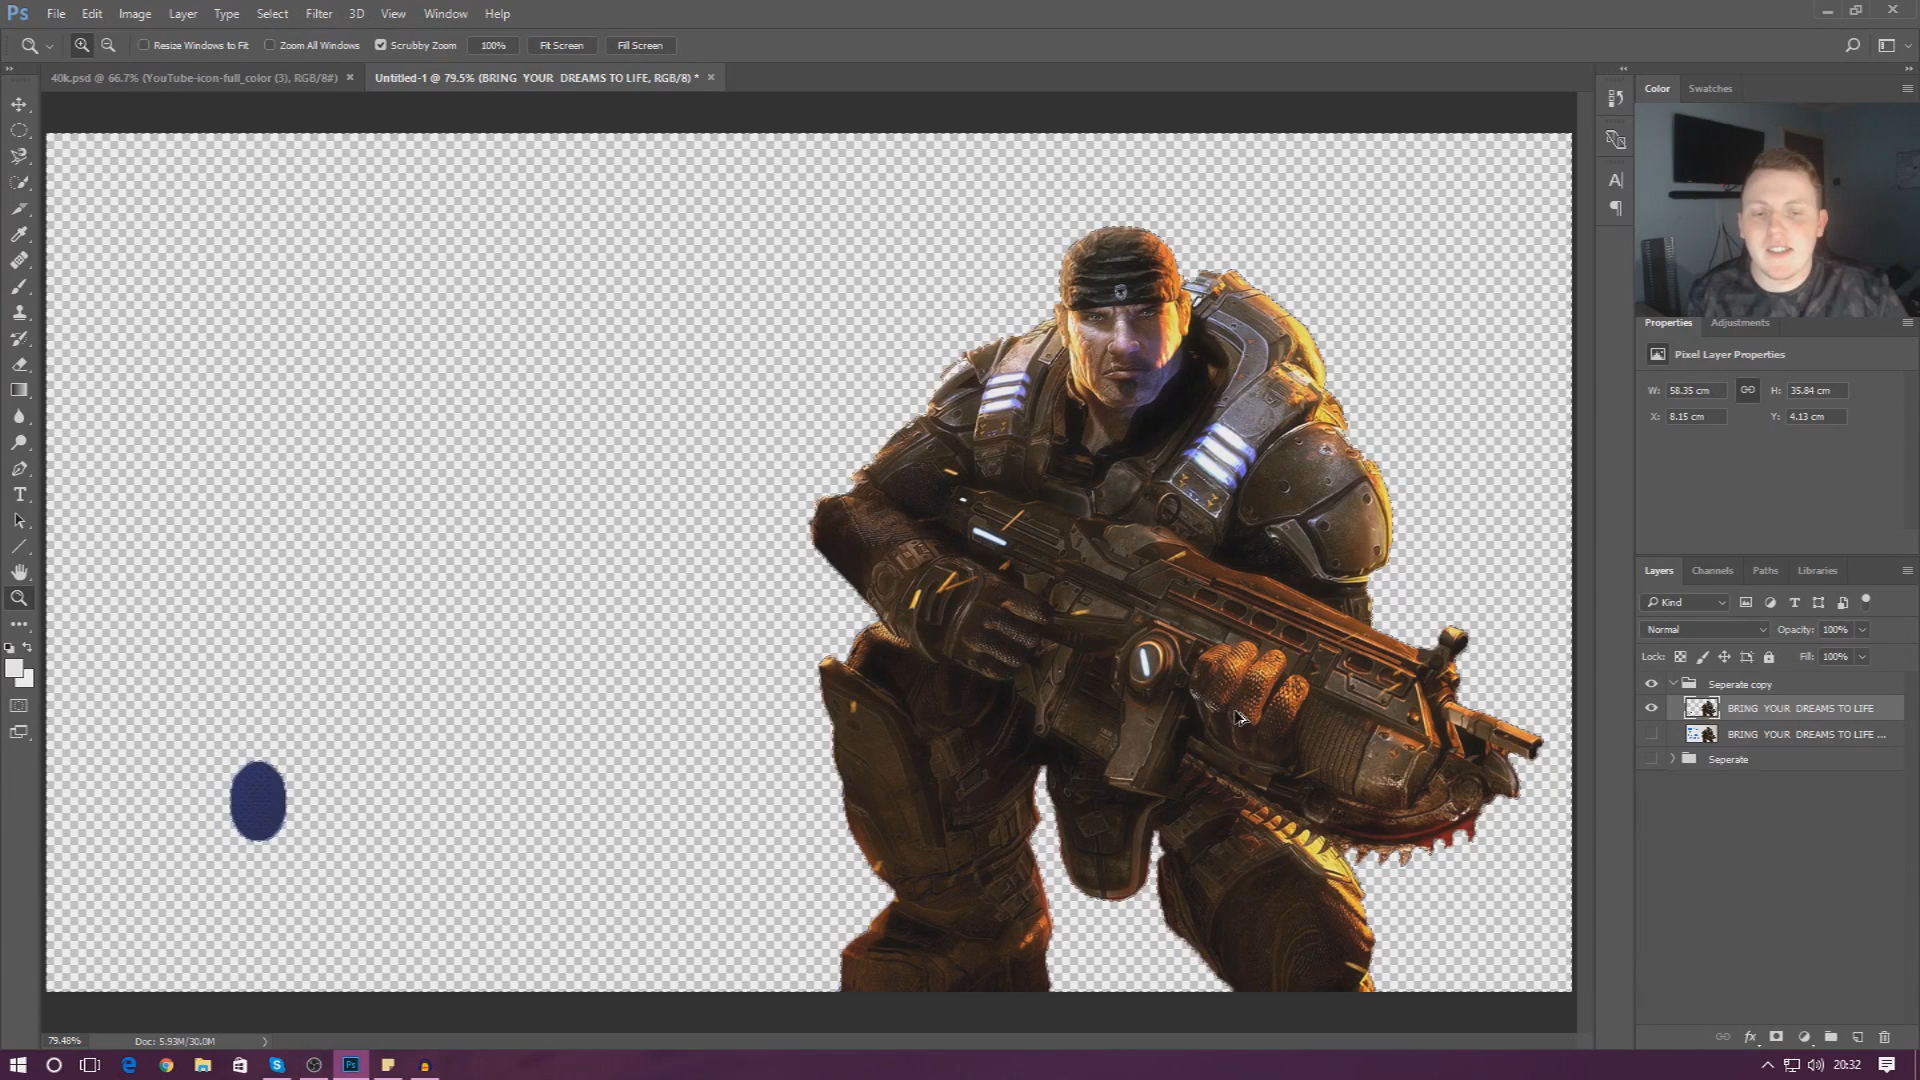 Ps File Edit Image Layer Type Select Filter 3D View Window Help
Resize Windows to Fit Zoom All Windows Scrubby Zoom 100% Fit Screen Fill Screen
40k.psd @ 66.7% (YouTube-icon-full_color (3), RGB/8#) × Untitled-1 @ 79.5% (BRING YOUR DREAMS TO LIFE, RGB/8) * ×
Color Swatches
Properties Adjustments
Pixel Layer Properties
W: 58.35 cm H: 35.84 cm
X: 8.15 cm Y: 4.13 cm
Layers Channels Paths Libraries
Kind
Normal Opacity: 100%
Lock: Fill: 100%
Seperate copy
BRING YOUR DREAMS TO LIFE
BRING YOUR DREAMS TO LIFE ...
Seperate
fx
79.48% Doc: 5.93M/30.0M
20:32